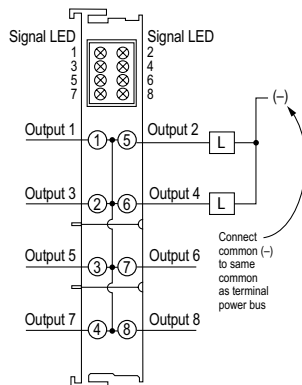 Signal LED Signal LED
1 2
3 4
5 6
7 8
(–)
Output 1 1 5 Output 2 L
Output 3 2 6 Output 4 L
Connect
common (–)
to same
common
as terminal
power bus
Output 5 3 7 Output 6
Output 7 4 8 Output 8